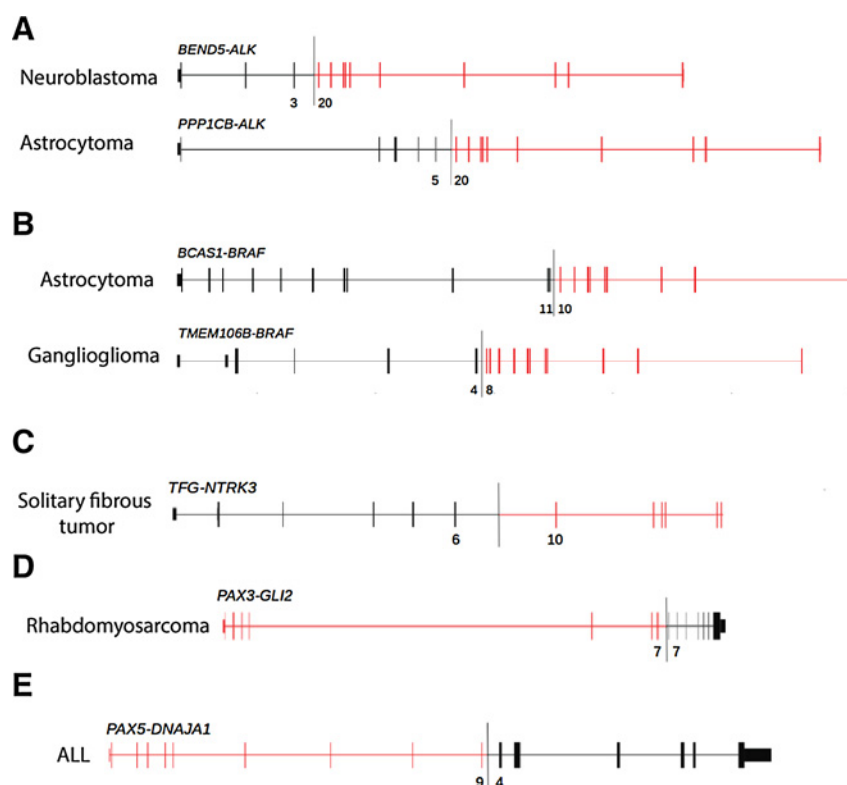 A
BEND5-ALK
Neuroblastoma
3 20
PPP1CB-ALK
Astrocytoma
5 20
B
BCAS1-BRAF
Astrocytoma
11 10
TMEM106B-BRAF
Ganglioglioma
4 8
C
TFG-NTRK3
Solitary fibrous
tumor
6 10
D
PAX3-GLI2
Rhabdomyosarcoma
7 7
E
PAX5-DNAJA1
ALL
9 4